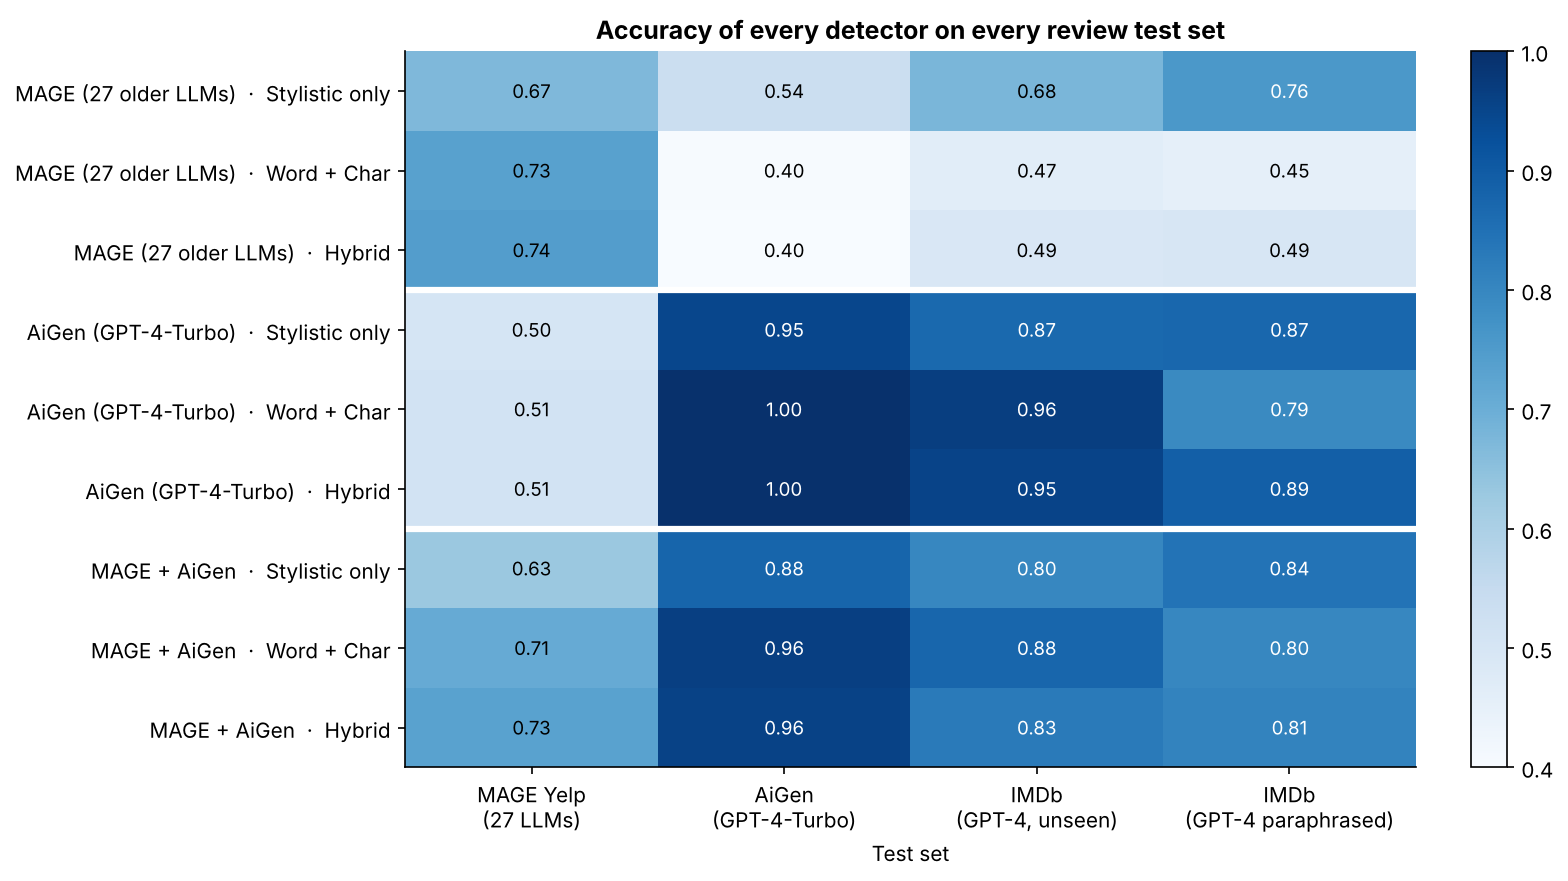 Accuracy of every detector on every review test set
MAGE (27 older LLMs) · Stylistic only 0.67 0.54 0.68 0.76
MAGE (27 older LLMs) · Word + Char 0.73 0.40 0.47 0.45
MAGE (27 older LLMs) · Hybrid 0.74 0.40 0.49 0.49
AiGen (GPT-4-Turbo) · Stylistic only 0.50 0.95 0.87 0.87
AiGen (GPT-4-Turbo) · Word + Char 0.51 1.00 0.96 0.79
AiGen (GPT-4-Turbo) · Hybrid 0.51 1.00 0.95 0.89
MAGE + AiGen · Stylistic only 0.63 0.88 0.80 0.84
MAGE + AiGen · Word + Char 0.71 0.96 0.88 0.80
MAGE + AiGen · Hybrid 0.73 0.96 0.83 0.81
MAGE Yelp AiGen IMDb IMDb
(27 LLMs) (GPT-4-Turbo) (GPT-4, unseen) (GPT-4 paraphrased)
Test set
1.0
0.9
0.8
0.7
0.6
0.5
0.4